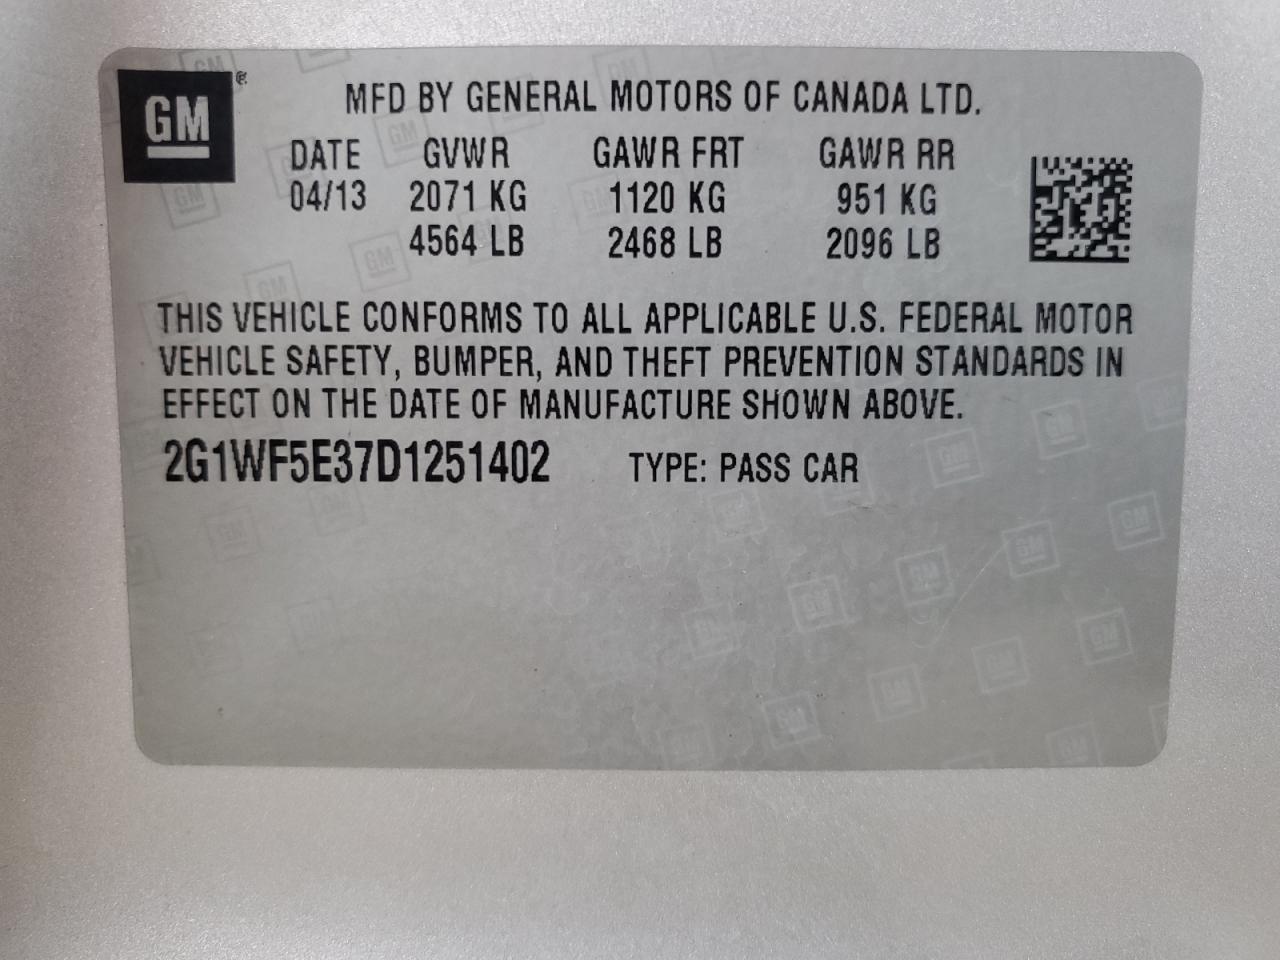 GM®
MFD BY GENERAL MOTORS OF CANADA LTD.
DATE GVWR GAWR FRT GAWR RR
04/13 2071 KG 1120 KG 951 KG
4564 LB 2468 LB 2096 LB
THIS VEHICLE CONFORMS TO ALL APPLICABLE U.S. FEDERAL MOTOR
VEHICLE SAFETY, BUMPER, AND THEFT PREVENTION STANDARDS IN
EFFECT ON THE DATE OF MANUFACTURE SHOWN ABOVE.
2G1WF5E37D1251402 TYPE: PASS CAR